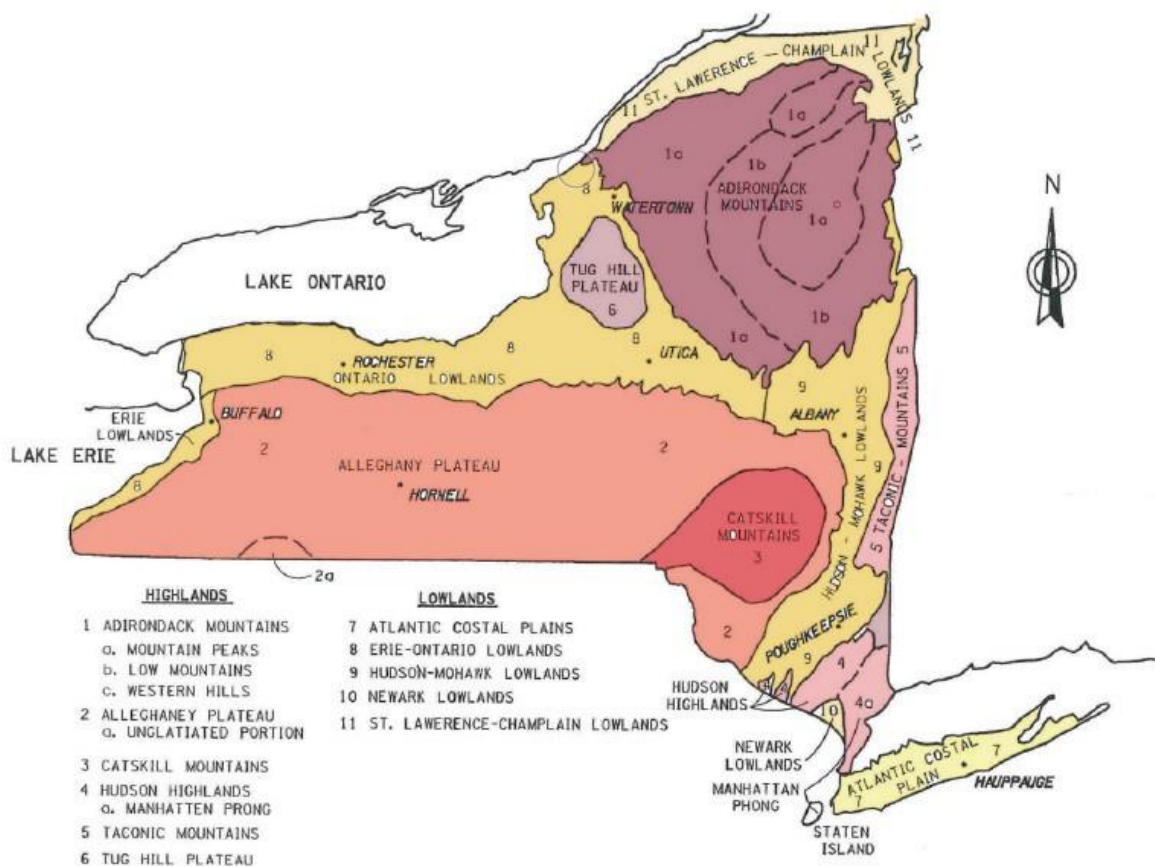 11 ST. LAWERENCE - CHAMPLAIN 11
LOWLANDS 11
1a
1c
1b
ADIRONDACK
MOUNTAINS
1a
8
WATERTOWN
N
TUG HILL
PLATEAU
6
LAKE ONTARIO
1b
1c
8
8
8
UTICA
ROCHESTER
ONTARIO LOWLANDS
5 TACONIC - MOUNTAINS 5
9
ALBANY
BUFFALO
ERIE
LOWLANDS
LAKE ERIE
2
2
ALLEGHANY PLATEAU
HORNELL
8
9
HUDSON - MOHAWK LOWLANDS
CATSKILL
MOUNTAINS
3
2a
2
POUGHKEEPSIE
9
4
4
4
4a
HUDSON
HIGHLANDS
10
NEWARK
LOWLANDS
MANHATTAN
PHONG
ATLANTIC COSTAL
PLAIN
7
7
HAUPPAUGE
STATEN
ISLAND
HIGHLANDS
1 ADIRONDACK MOUNTAINS
a. MOUNTAIN PEAKS
b. LOW MOUNTAINS
c. WESTERN HILLS
2 ALLEGHANEY PLATEAU
a. UNGLATIATED PORTION
3 CATSKILL MOUNTAINS
4 HUDSON HIGHLANDS
a. MANHATTEN PRONG
5 TACONIC MOUNTAINS
6 TUG HILL PLATEAU
LOWLANDS
7 ATLANTIC COSTAL PLAINS
8 ERIE-ONTARIO LOWLANDS
9 HUDSON-MOHAWK LOWLANDS
10 NEWARK LOWLANDS
11 ST. LAWERENCE-CHAMPLAIN LOWLANDS